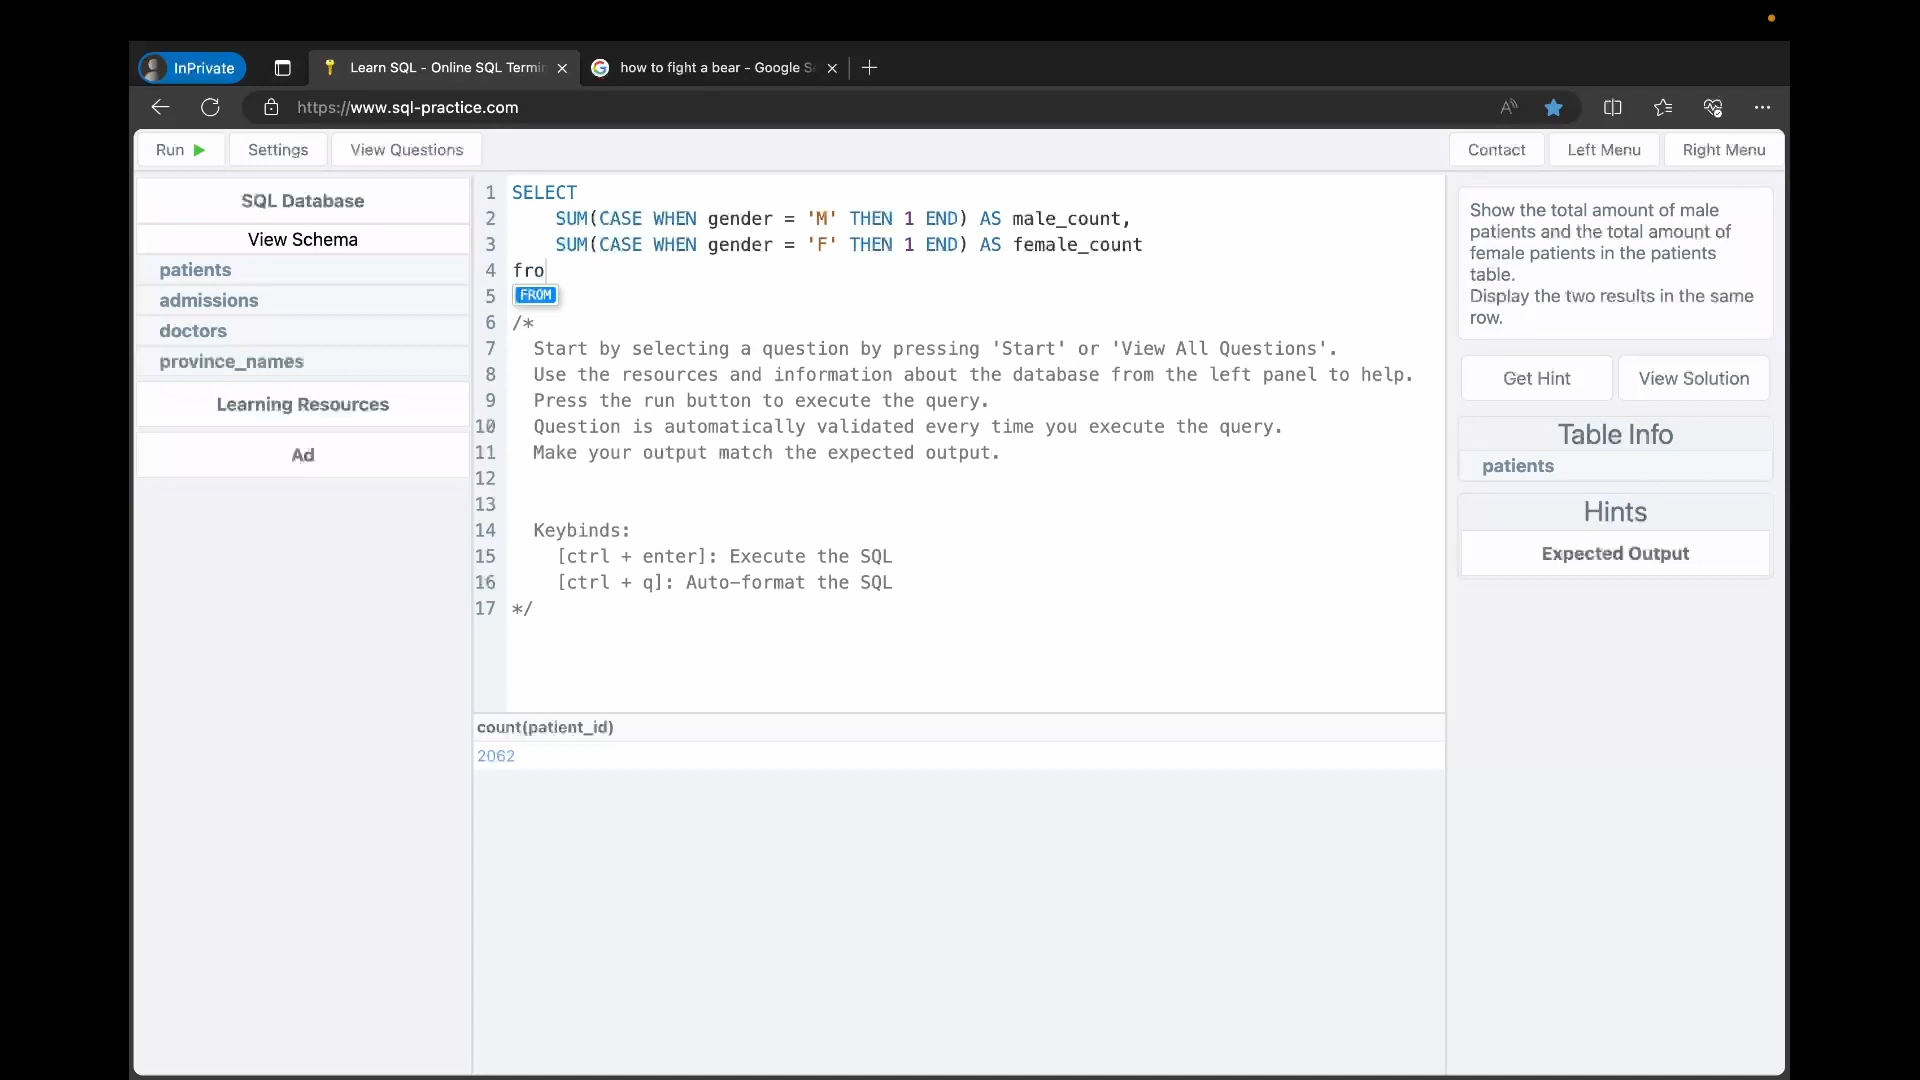 InPrivate
Learn SQL - Online SQL Termin
how to fight a bear - Google Se
https://www.sql-practice.com
Run
Settings
View Questions
Contact
Left Menu
Right Menu
SQL Database
View Schema
patients
admissions
doctors
province_names
Learning Resources
Ad
1 SELECT
2 SUM(CASE WHEN gender = 'M' THEN 1 END) AS male_count,
3 SUM(CASE WHEN gender = 'F' THEN 1 END) AS female_count
4 fro
5 FROM
6 /*
7 Start by selecting a question by pressing 'Start' or 'View All Questions'.
8 Use the resources and information about the database from the left panel to help.
9 Press the run button to execute the query.
10 Question is automatically validated every time you execute the query.
11 Make your output match the expected output.
12
13
14 Keybinds:
15 [ctrl + enter]: Execute the SQL
16 [ctrl + q]: Auto-format the SQL
17 */
count(patient_id)
2062
Show the total amount of male
patients and the total amount of
female patients in the patients
table.
Display the two results in the same
row.
Get Hint
View Solution
Table Info
patients
Hints
Expected Output